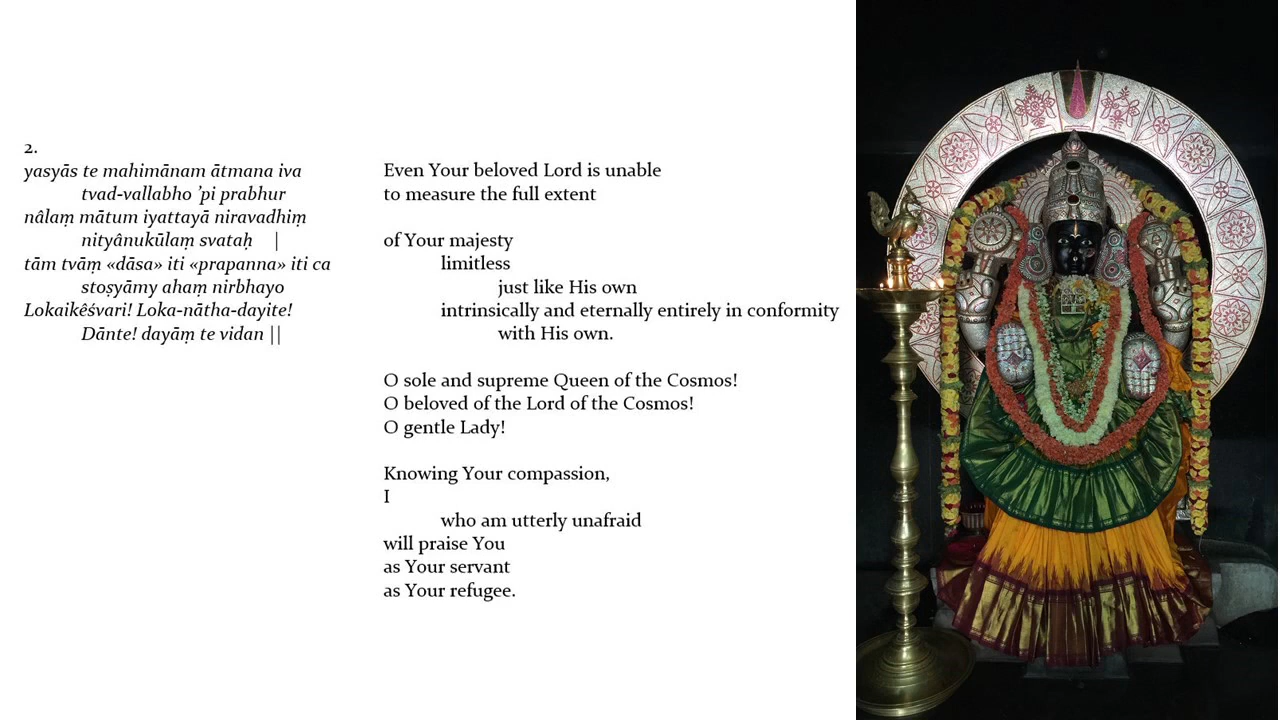 2.
yasyās te mahimānam ātmana iva
tvad-vallabho ’pi prabhur
nâlaṃ mātum iyattayā niravadhiṃ
nityânukūlaṃ svataḥ |
tām tvāṃ «dāsa» iti «prapanna» iti ca
stoṣyāmy ahaṃ nirbhayo
Lokaikêśvari! Loka-nātha-dayite!
Dānte! dayāṃ te vidan ||
Even Your beloved Lord is unable
to measure the full extent
of Your majesty
limitless
just like His own
intrinsically and eternally entirely in conformity
with His own.
O sole and supreme Queen of the Cosmos!
O beloved of the Lord of the Cosmos!
O gentle Lady!
Knowing Your compassion,
I
who am utterly unafraid
will praise You
as Your servant
as Your refugee.